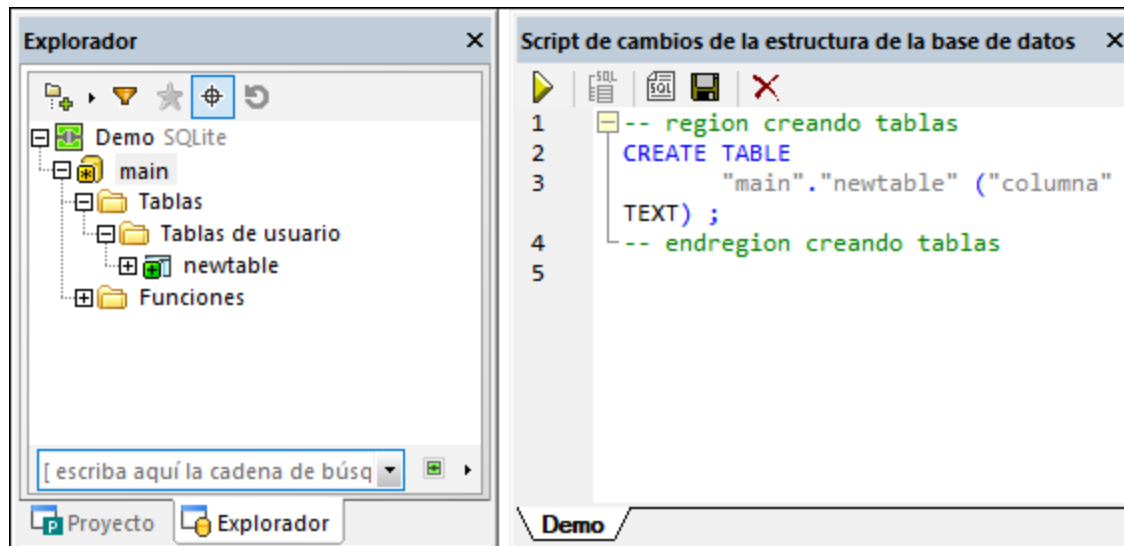 Explorador
Demo SQLite
main
Tablas
Tablas de usuario
newtable
Funciones
[ escriba aquí la cadena de búsq
Proyecto
Explorador
Script de cambios de la estructura de la base de datos
SQL
SQL
1 -- region creando tablas
2 CREATE TABLE
3 "main"."newtable" ("columna"
TEXT) ;
4 -- endregion creando tablas
5
Demo